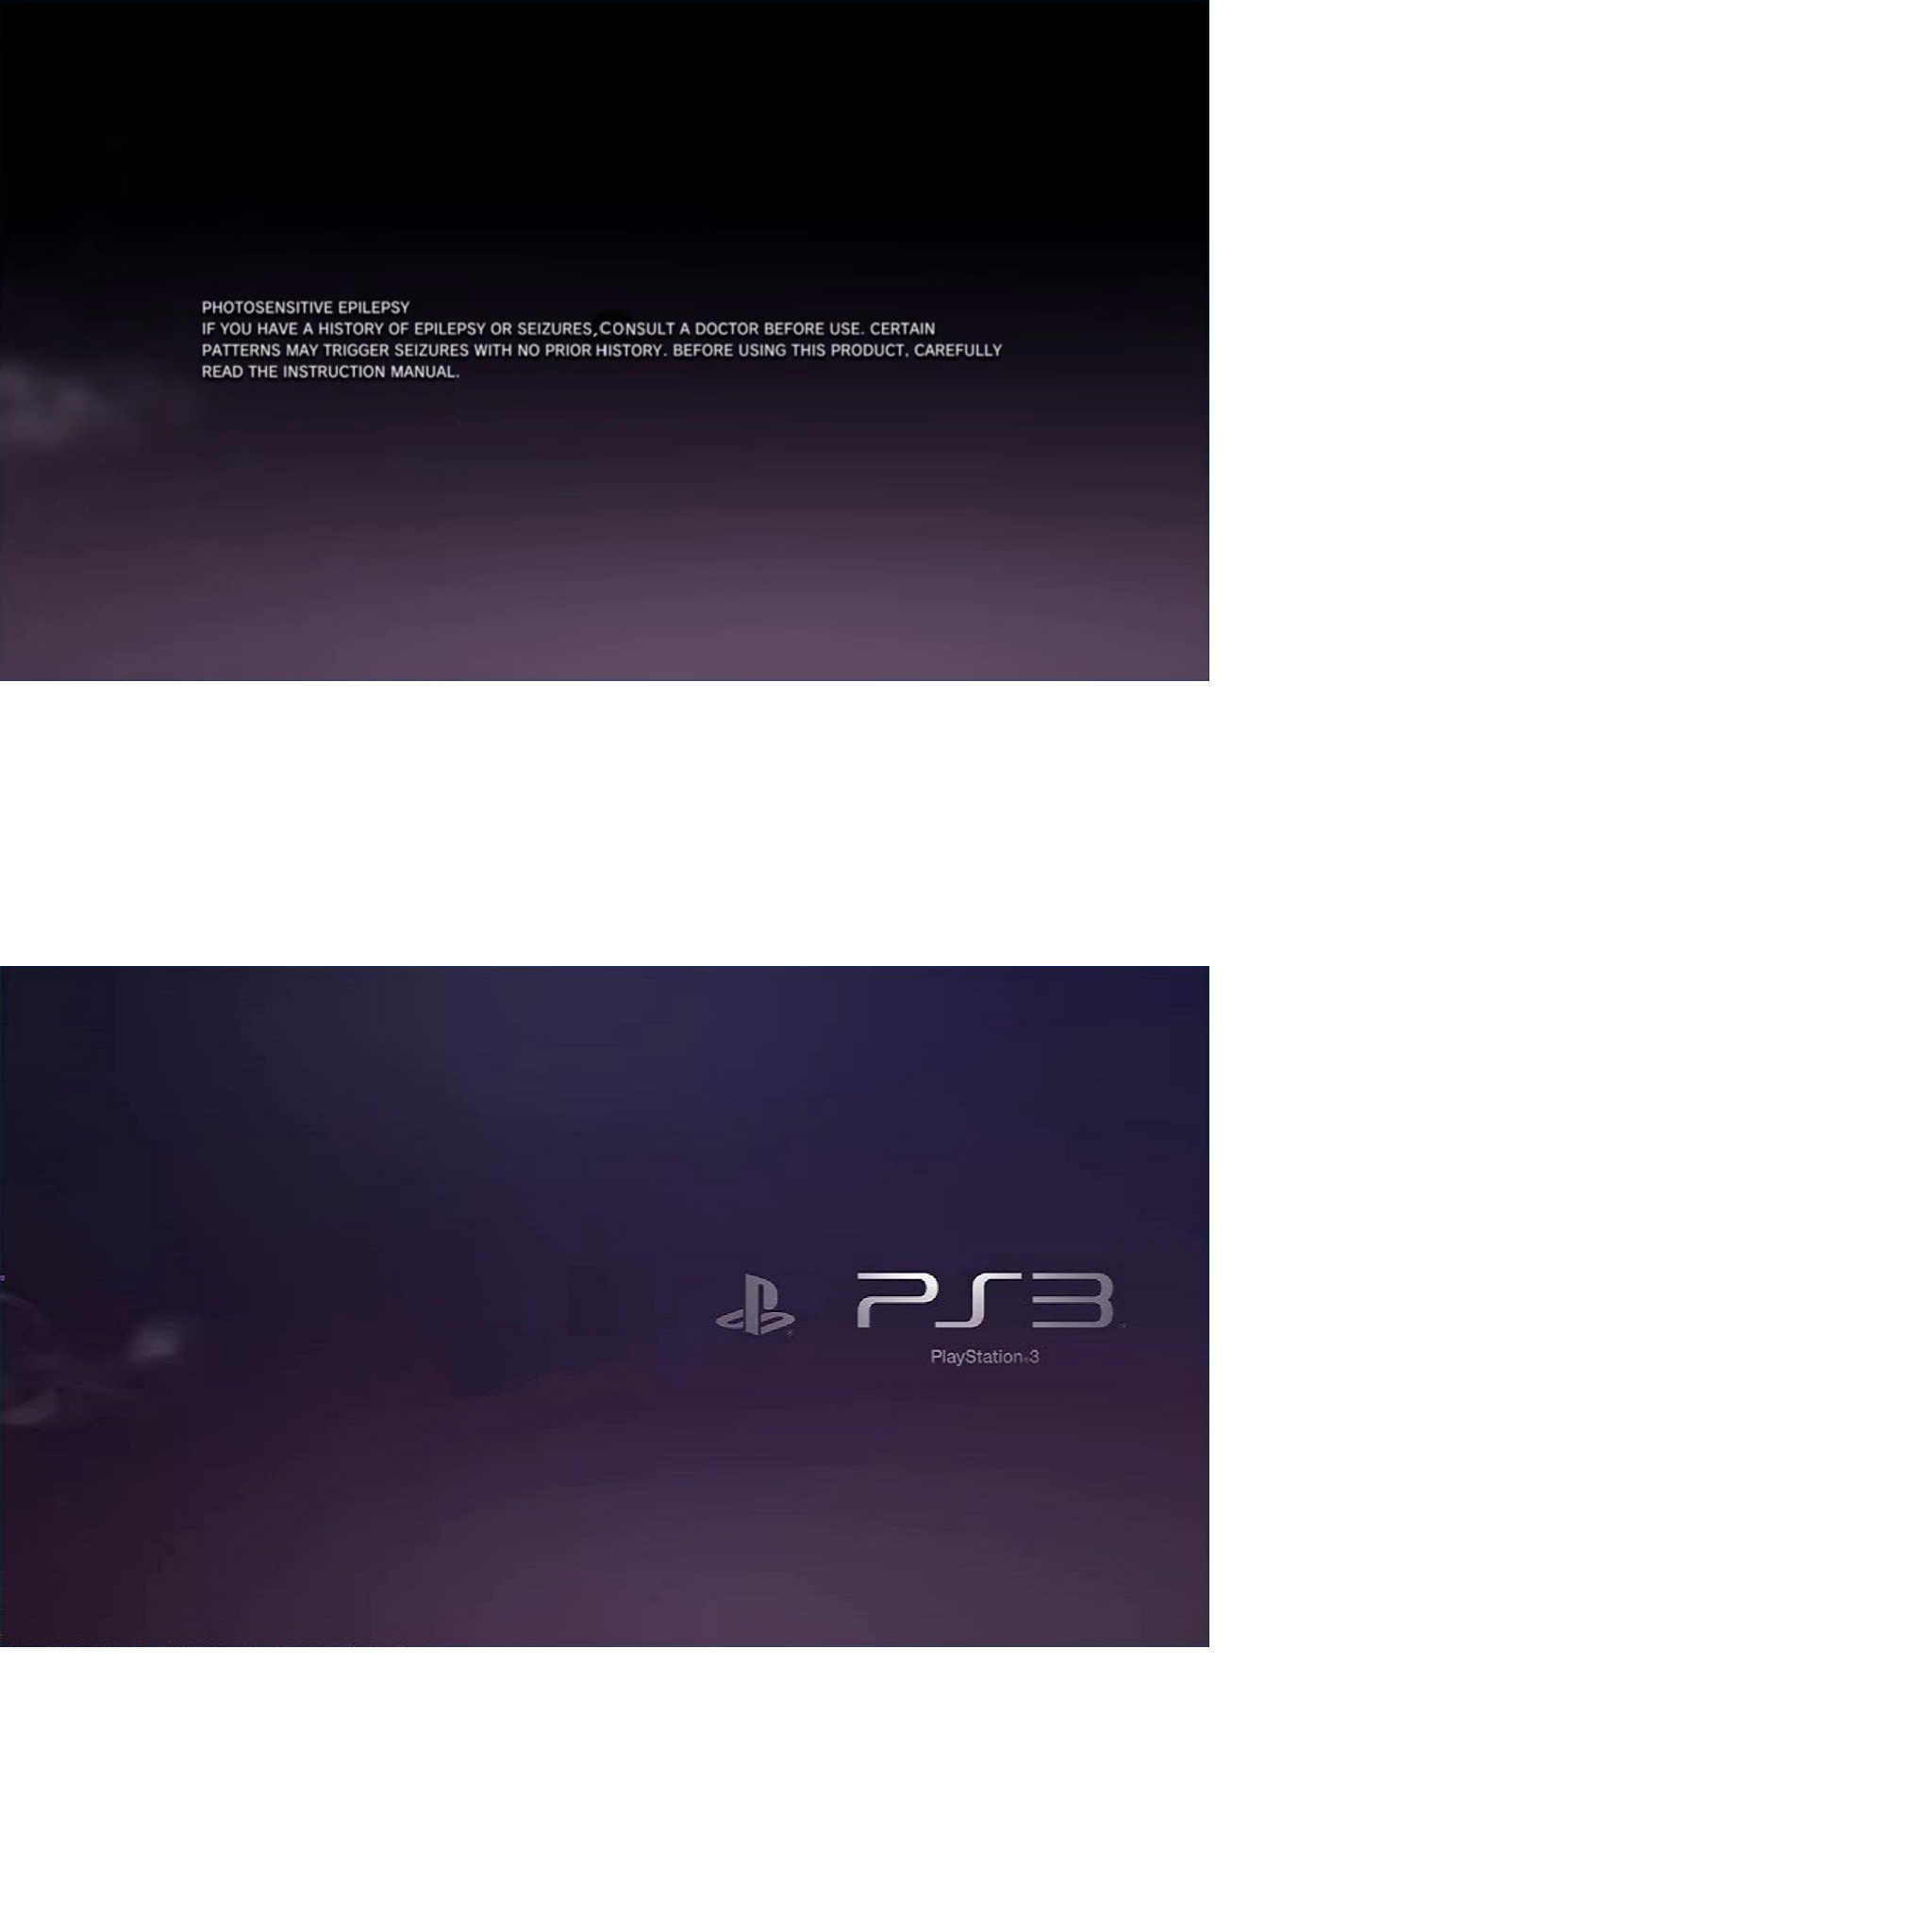 PHOTOSENSITIVE EPILEPSY
IF YOU HAVE A HISTORY OF EPILEPSY OR SEIZURES,CONSULT A DOCTOR BEFORE USE. CERTAIN
PATTERNS MAY TRIGGER SEIZURES WITH NO PRIOR HISTORY. BEFORE USING THIS PRODUCT, CAREFULLY
READ THE INSTRUCTION MANUAL.
PS3
PlayStation®3